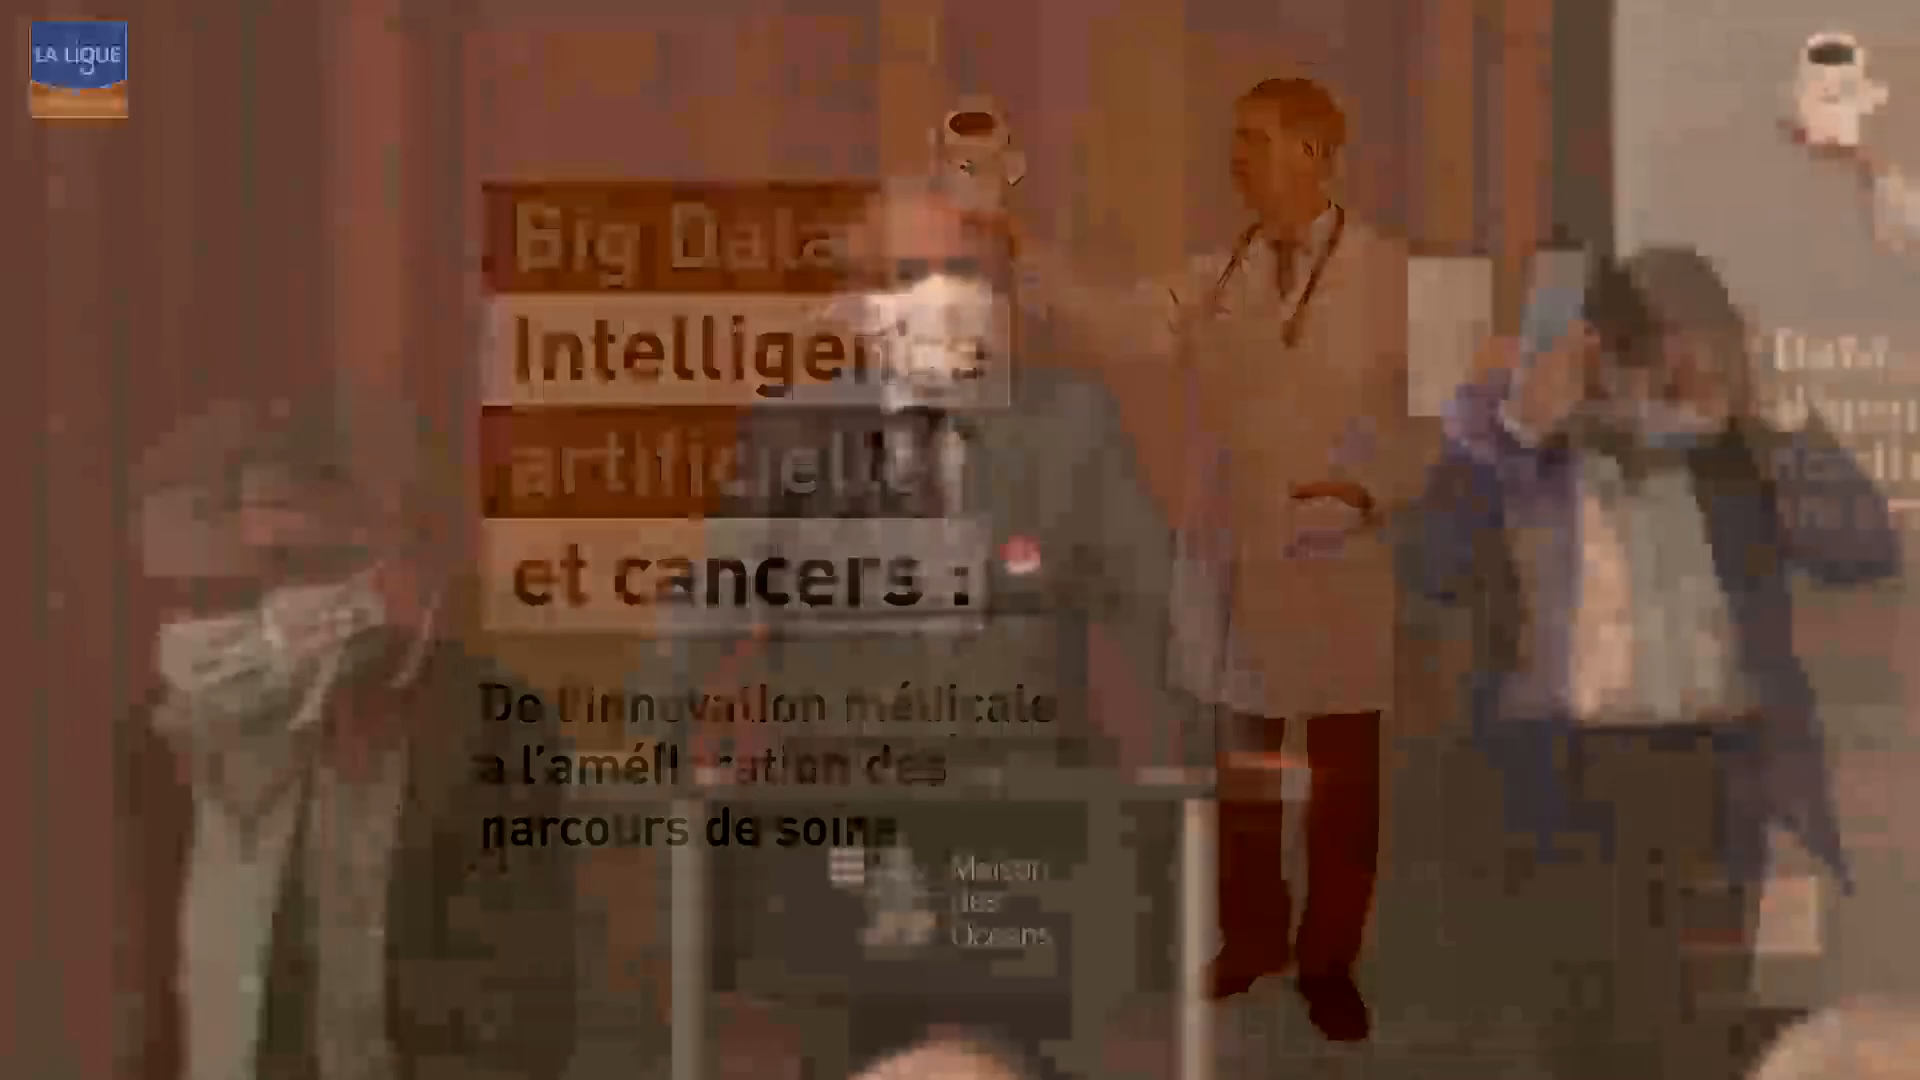 LA LIGUE
Big Data
Intelligence
artificielle
et cancers :
De l'innovation médicale
à l'amélioration des
parcours de soins
Maison
des
Océans